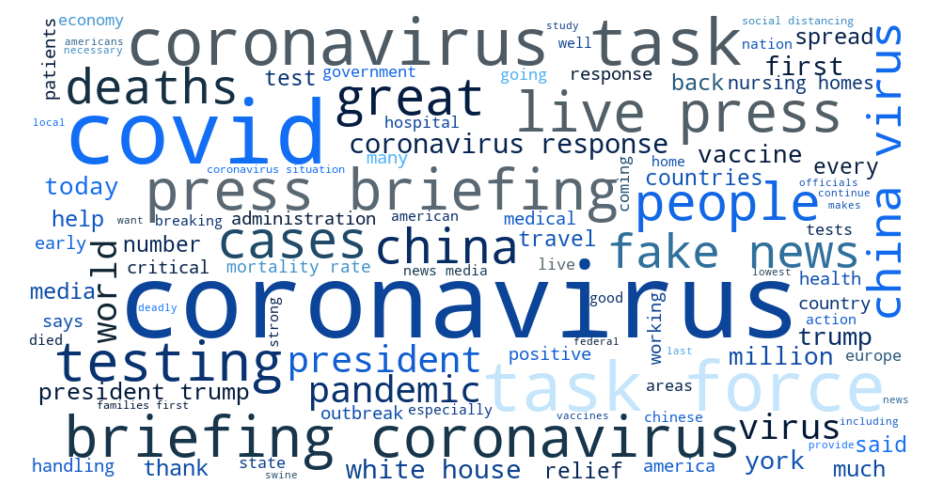 economy
social distancing
patients
coronavirus task
study
americans
necessary
well
nation
spread
china virus
deaths
test
government
going
response
first
great
back
nursing homes
local
covid
hospital
live press
coronavirus response
many
coronavirus situation
home
vaccine
every
today
press briefing
coming
countries
people
officials
continue
makes
help
want
breaking
administration
american
medical
tests
early
world
number
cases
china
travel
fake news
critical
mortality rate
news media
live
lowest
health
media
deadly
coronavirus
good
country
says
strong
working
action
died
federal
trump
testing
president
positive
last
million
europe
president trump
pandemic
task force
areas
families first
outbreak
especially
vaccines
chinese
news
briefing coronavirus
virus
including
provide
said
handling
thank
state
swine
white house
relief
america
york
much